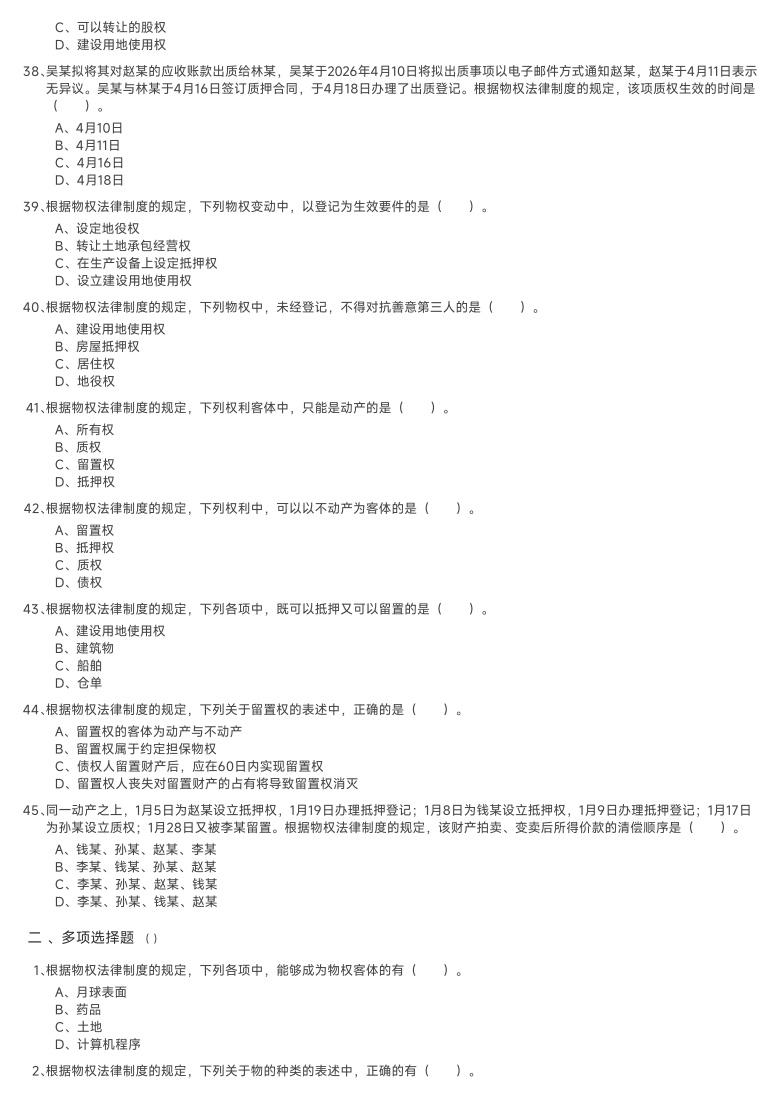 C、可以转让的股权
D、建设用地使用权
38、吴某拟将其对赵某的应收账款出质给林某，吴某于2026年4月10日将拟出质事项以电子邮件方式通知赵某，赵某于4月11日表示
无异议。吴某与林某于4月16日签订质押合同，于4月18日办理了出质登记。根据物权法律制度的规定，该项质权生效的时间是
（　　）。
A、4月10日
B、4月11日
C、4月16日
D、4月18日
39、根据物权法律制度的规定，下列物权变动中，以登记为生效要件的是（　　）。
A、设定地役权
B、转让土地承包经营权
C、在生产设备上设定抵押权
D、设立建设用地使用权
40、根据物权法律制度的规定，下列物权中，未经登记，不得对抗善意第三人的是（　　）。
A、建设用地使用权
B、房屋抵押权
C、居住权
D、地役权
41、根据物权法律制度的规定，下列权利客体中，只能是动产的是（　　）。
A、所有权
B、质权
C、留置权
D、抵押权
42、根据物权法律制度的规定，下列权利中，可以以不动产为客体的是（　　）。
A、留置权
B、抵押权
C、质权
D、债权
43、根据物权法律制度的规定，下列各项中，既可以抵押又可以留置的是（　　）。
A、建设用地使用权
B、建筑物
C、船舶
D、仓单
44、根据物权法律制度的规定，下列关于留置权的表述中，正确的是（　　）。
A、留置权的客体为动产与不动产
B、留置权属于约定担保物权
C、债权人留置财产后，应在60日内实现留置权
D、留置权人丧失对留置财产的占有将导致留置权消灭
45、同一动产之上，1月5日为赵某设立抵押权，1月19日办理抵押登记；1月8日为钱某设立抵押权，1月9日办理抵押登记；1月17日
为孙某设立质权；1月28日又被李某留置。根据物权法律制度的规定，该财产拍卖、变卖后所得价款的清偿顺序是（　　）。
A、钱某、孙某、赵某、李某
B、李某、钱某、孙某、赵某
C、李某、孙某、赵某、钱某
D、李某、孙某、钱某、赵某
二 、多项选择题 （ ）
1、根据物权法律制度的规定，下列各项中，能够成为物权客体的有（　　）。
A、月球表面
B、药品
C、土地
D、计算机程序
2、根据物权法律制度的规定，下列关于物的种类的表述中，正确的有（　　）。